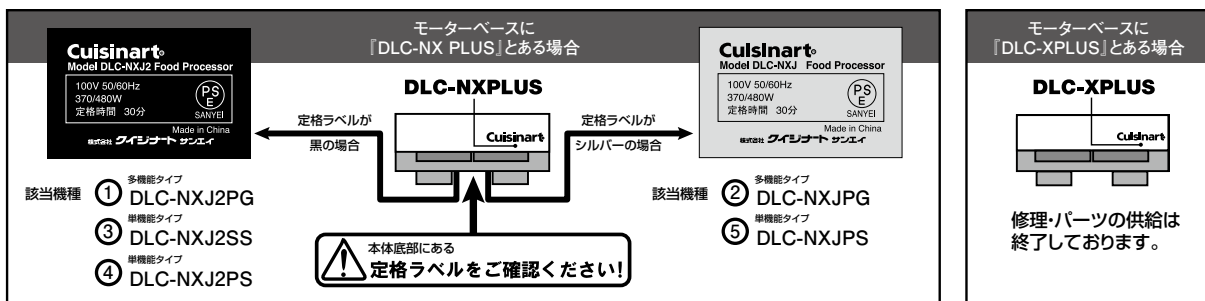 モーターベースに
『DLC-NX PLUS』とある場合
Cuisinart
Model DLC-NXJ2 Food Processor
100V 50/60Hz
370/480W
定格時間 30分
PS
E
SANYEI
Made in China
株式会社 クイジナート サンエイ
定格ラベルが
黒の場合
DLC-NXPLUS
Cuisinart
定格ラベルが
シルバーの場合
CuisInart
Model DLC-NXJ Food Processor
100V 50/60Hz
370/480W
定格時間 30分
PS
E
SANYEI
Made in China
株式会社 クイジナート サンエイ
該当機種
① 多機能タイプ
DLC-NXJ2PG
③ 単機能タイプ
DLC-NXJ2SS
④ 単機能タイプ
DLC-NXJ2PS
本体底部にある
定格ラベルをご確認ください!
該当機種
② 多機能タイプ
DLC-NXJPG
⑤ 単機能タイプ
DLC-NXJPS
モーターベースに
『DLC-XPLUS』とある場合
DLC-XPLUS
CuisInart
修理・パーツの供給は
終了しております。